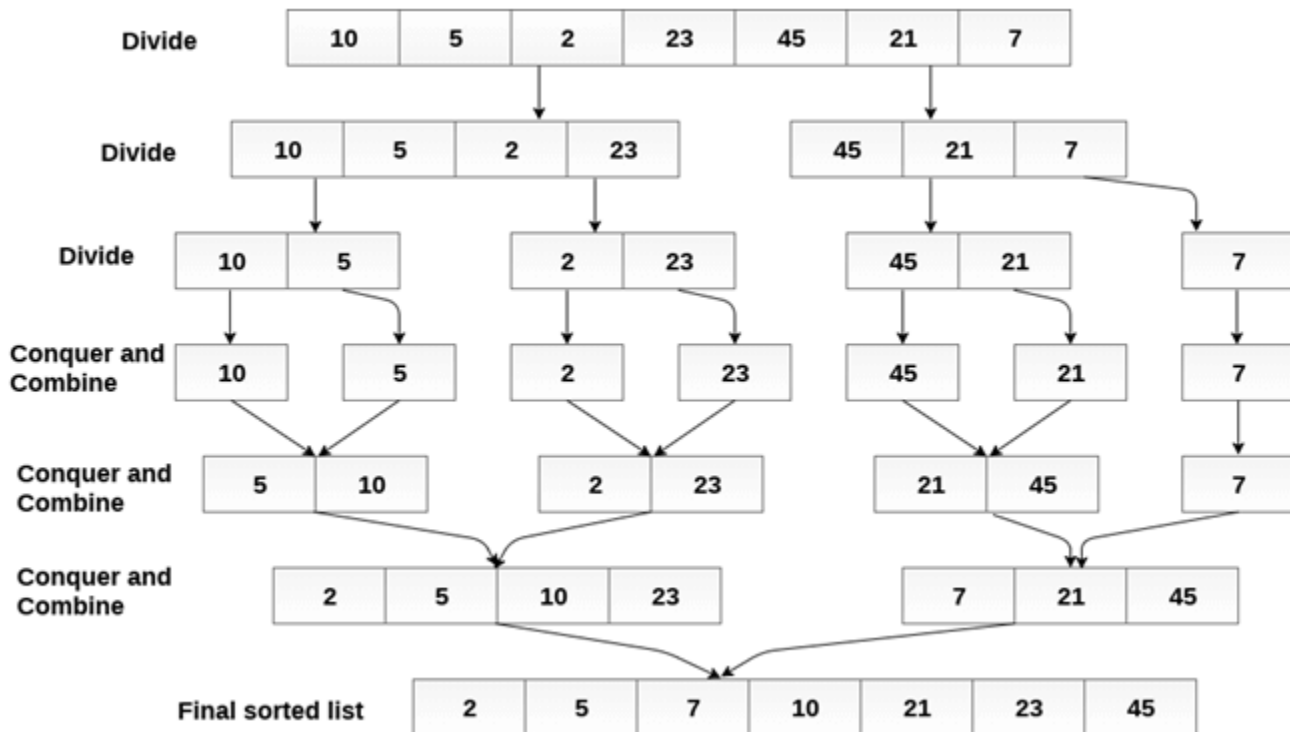 Divide 10 5 2 23 45 21 7
Divide 10 5 2 23 45 21 7
Divide 10 5 2 23 45 21 7
Conquer and
Combine 10 5 2 23 45 21 7
Conquer and
Combine 5 10 2 23 21 45 7
Conquer and
Combine 2 5 10 23 7 21 45
Final sorted list 2 5 7 10 21 23 45